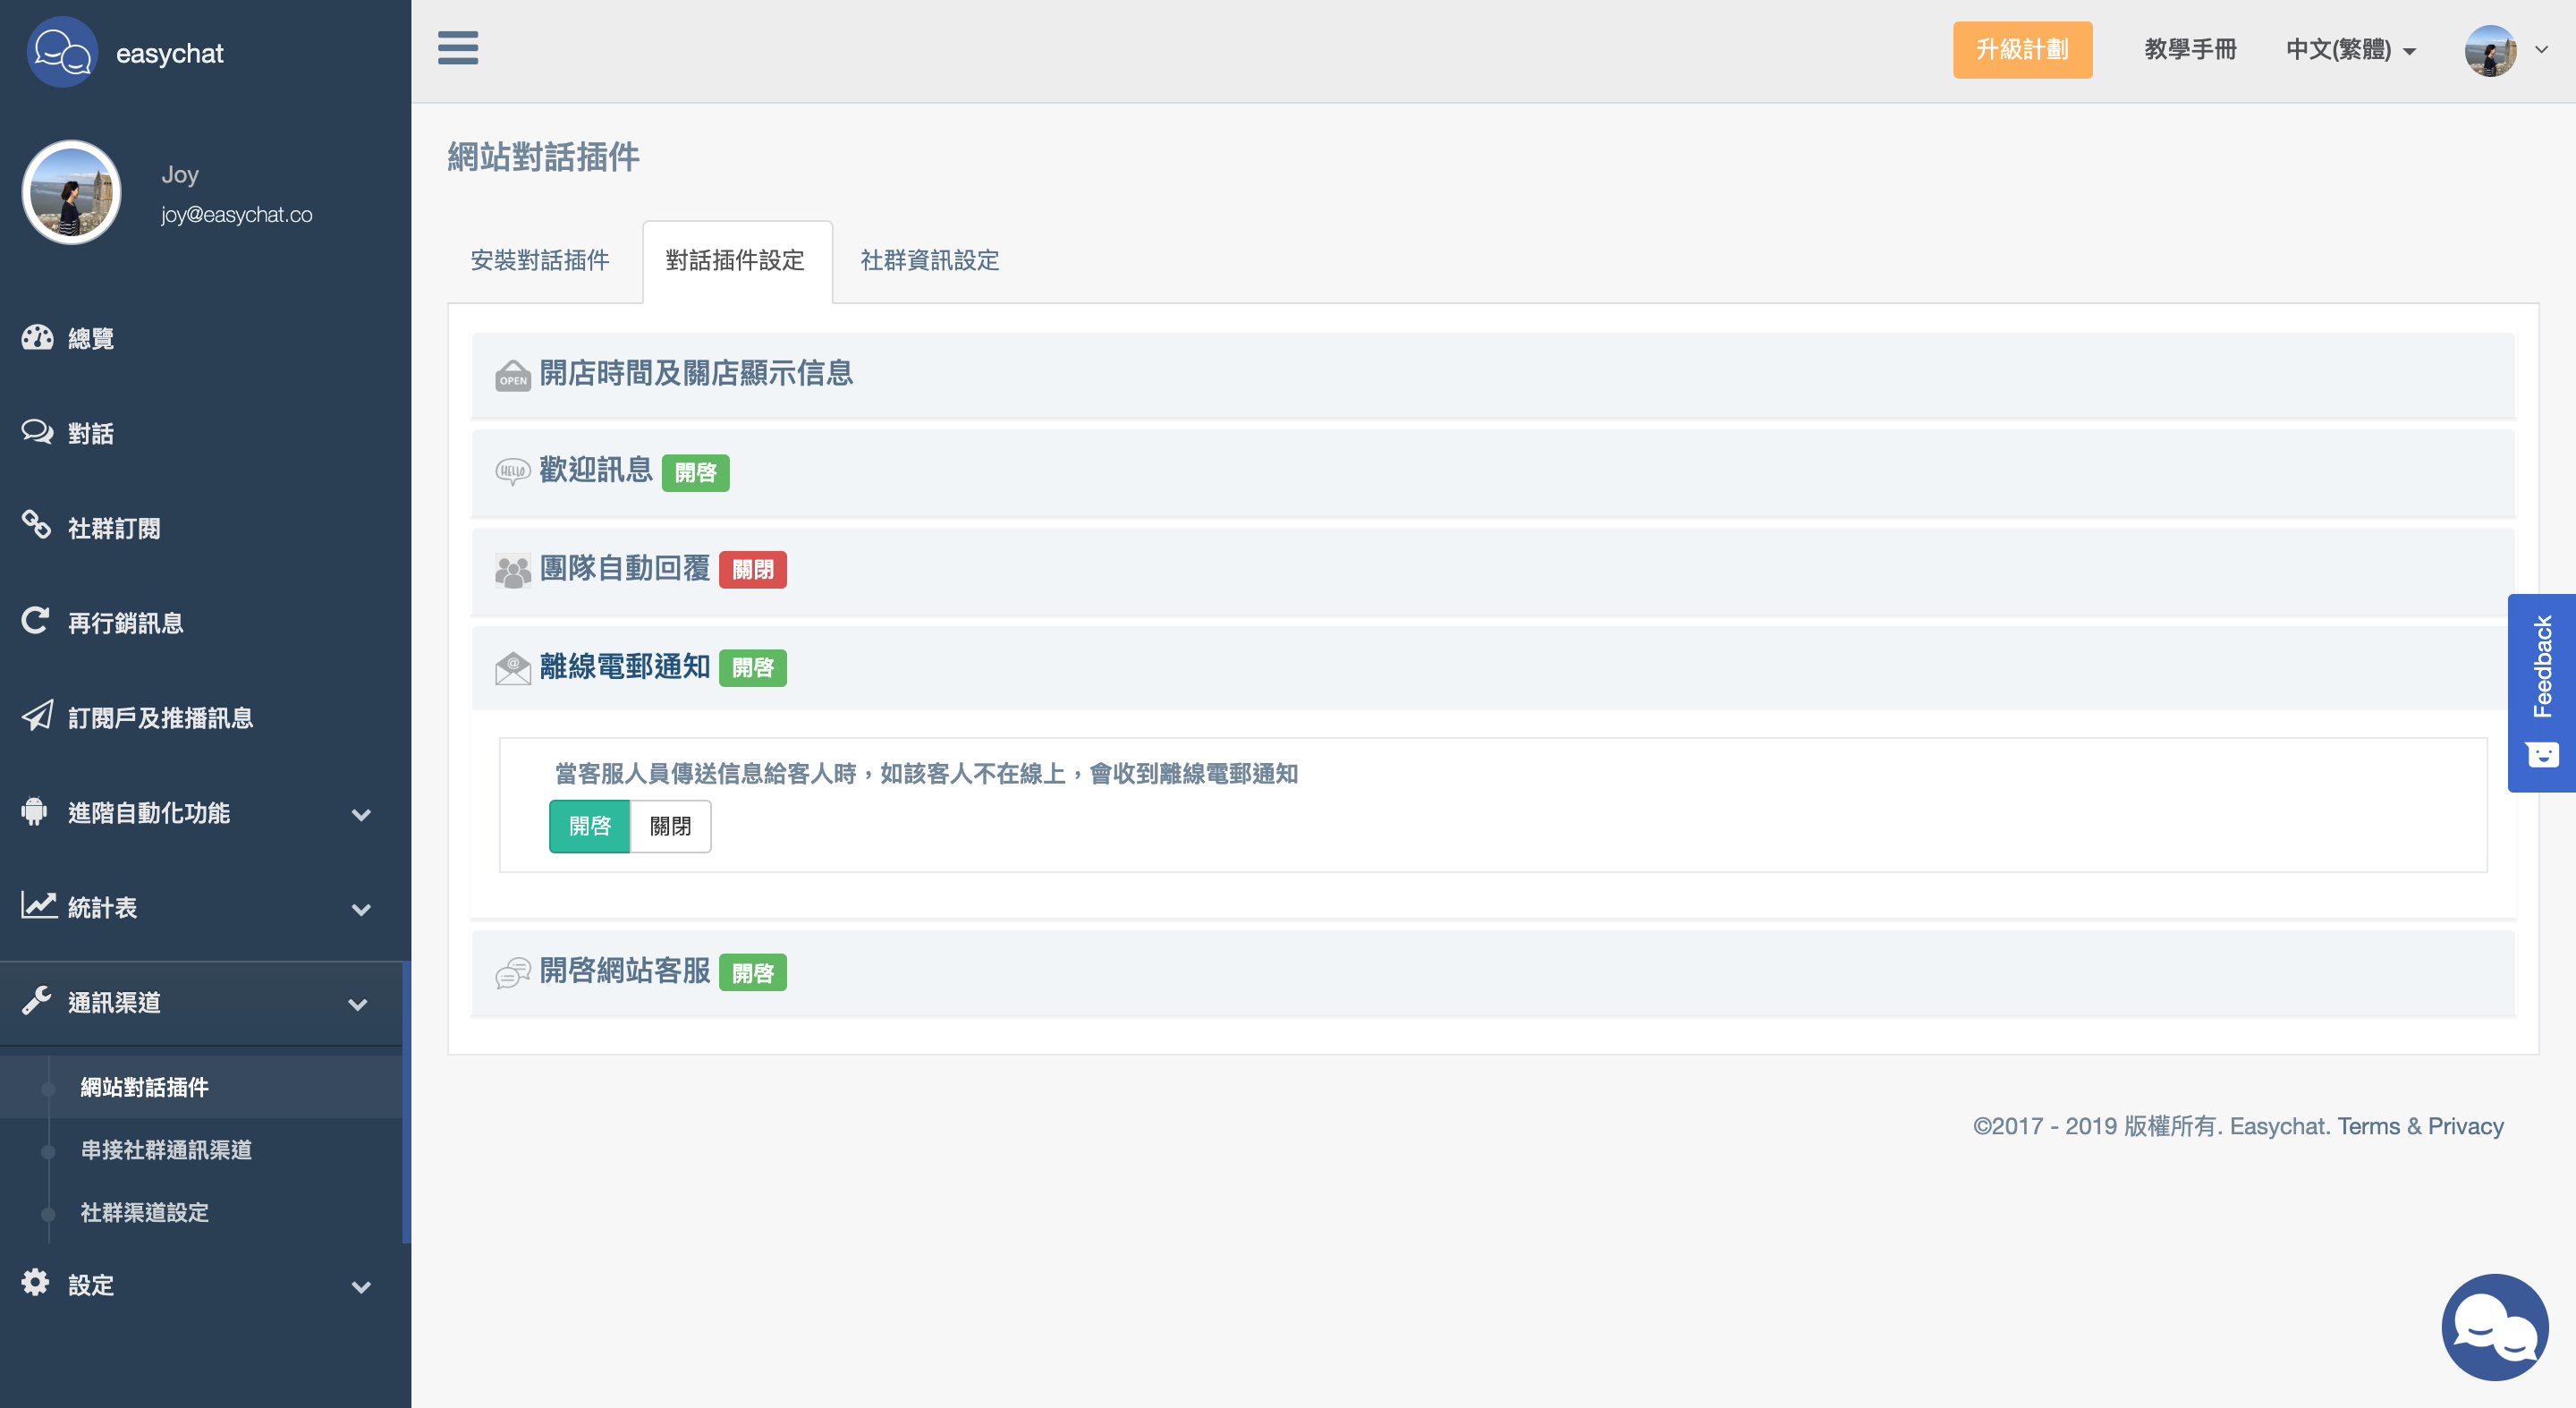 easychat
升級計劃
教學手冊
中文(繁體)
Joy
joy@easychat.co
總覽
對話
社群訂閱
再行銷訊息
訂閱戶及推播訊息
進階自動化功能
統計表
通訊渠道
網站對話插件
串接社群通訊渠道
社群渠道設定
設定
網站對話插件
安裝對話插件
對話插件設定
社群資訊設定
OPEN 開店時間及關店顯示信息
HELLO 歡迎訊息 開啓
團隊自動回覆 關閉
@ 離線電郵通知 開啓
當客服人員傳送信息給客人時，如該客人不在線上，會收到離線電郵通知
開啓 關閉
開啓網站客服 開啓
Feedback
©2017 - 2019 版權所有. Easychat. Terms & Privacy